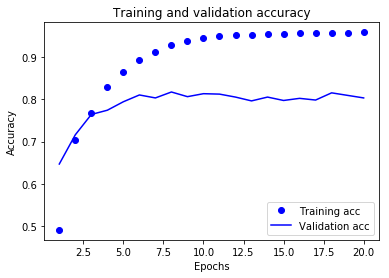 Training and validation accuracy
Accuracy
0.9
0.8
0.7
0.6
0.5
Training acc
Validation acc
2.5 5.0 7.5 10.0 12.5 15.0 17.5 20.0
Epochs